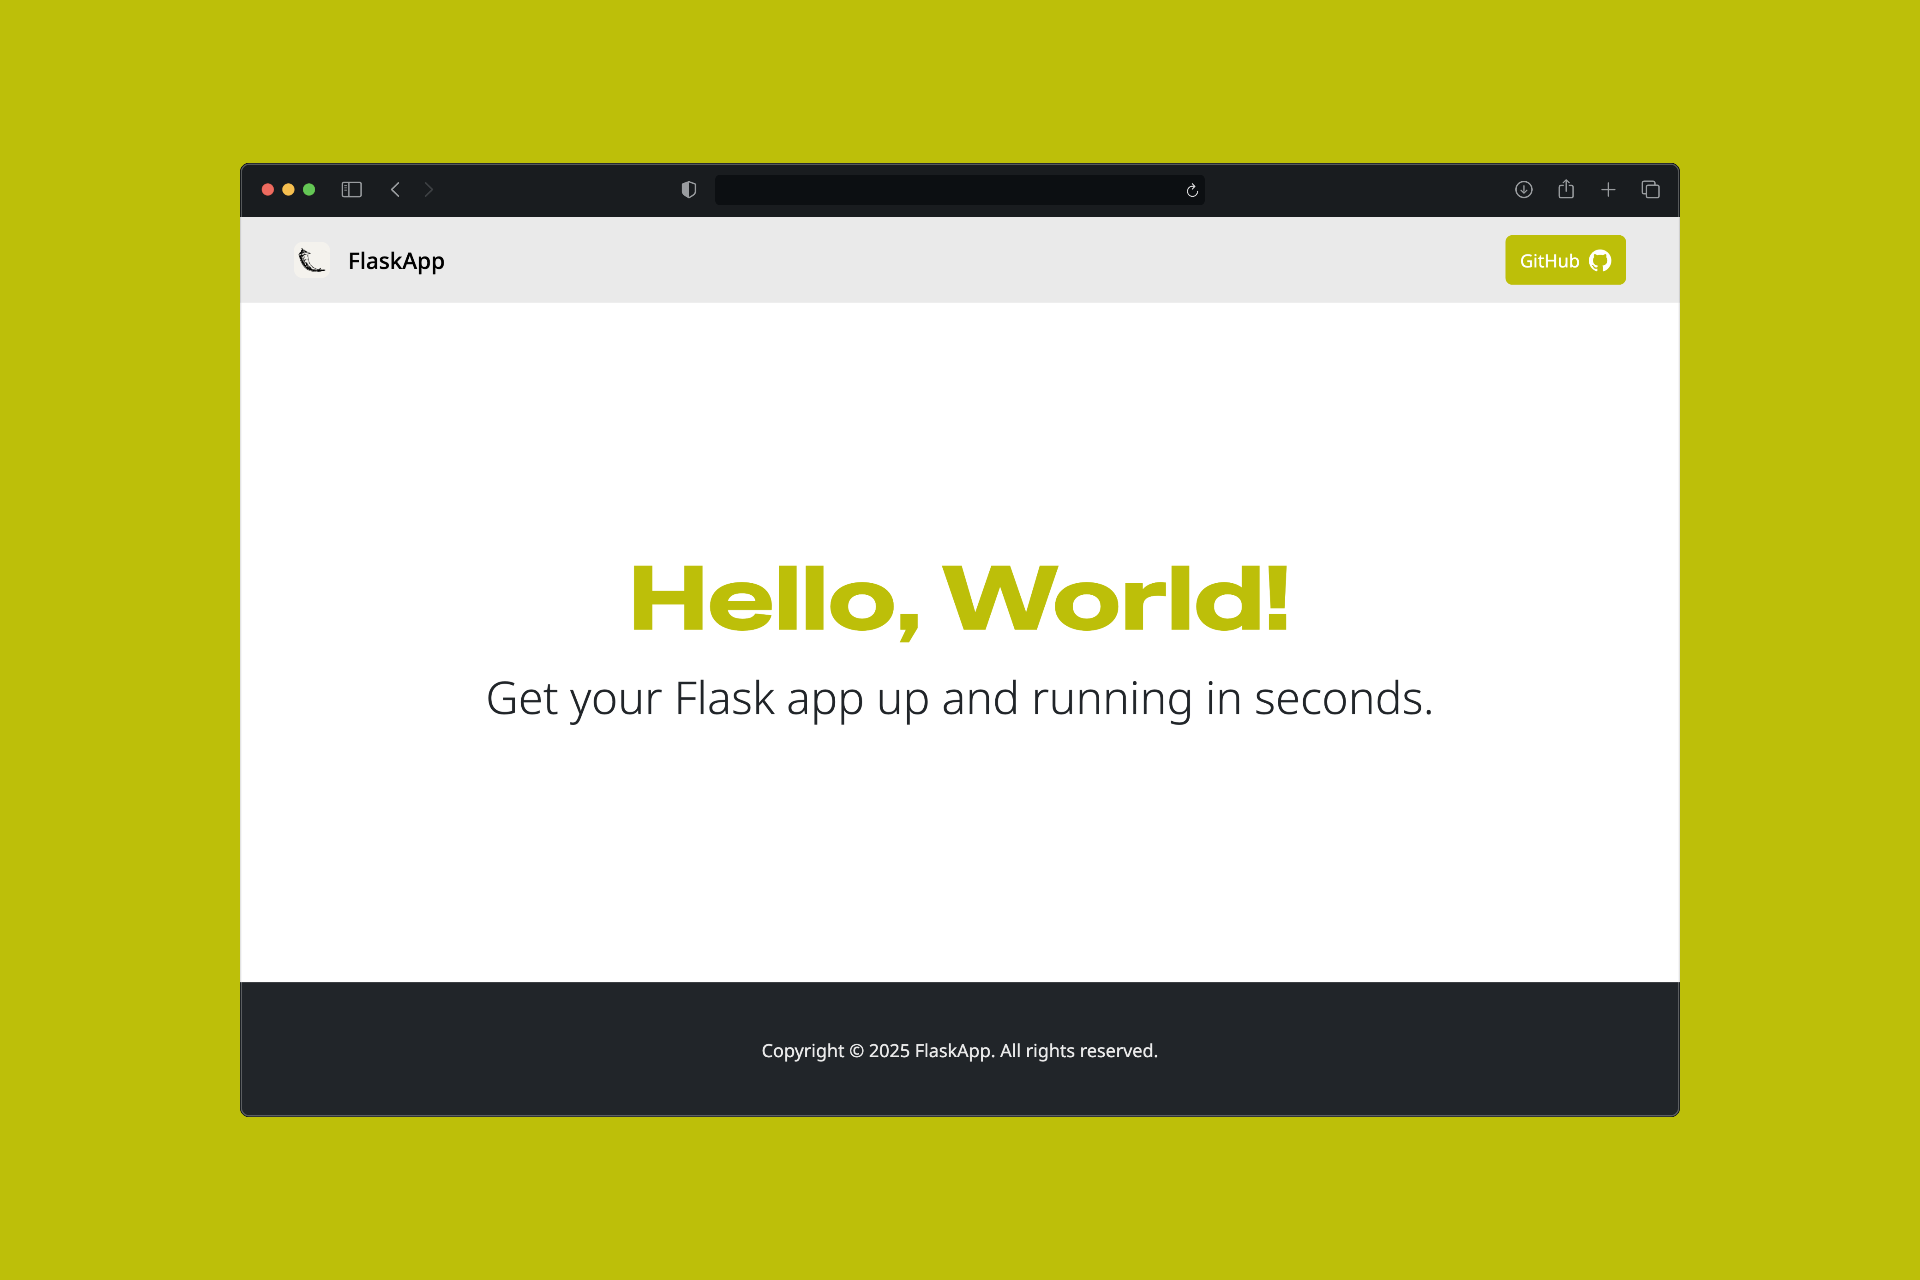 FlaskApp
GitHub
Hello, World!
Get your Flask app up and running in seconds.
Copyright © 2025 FlaskApp. All rights reserved.